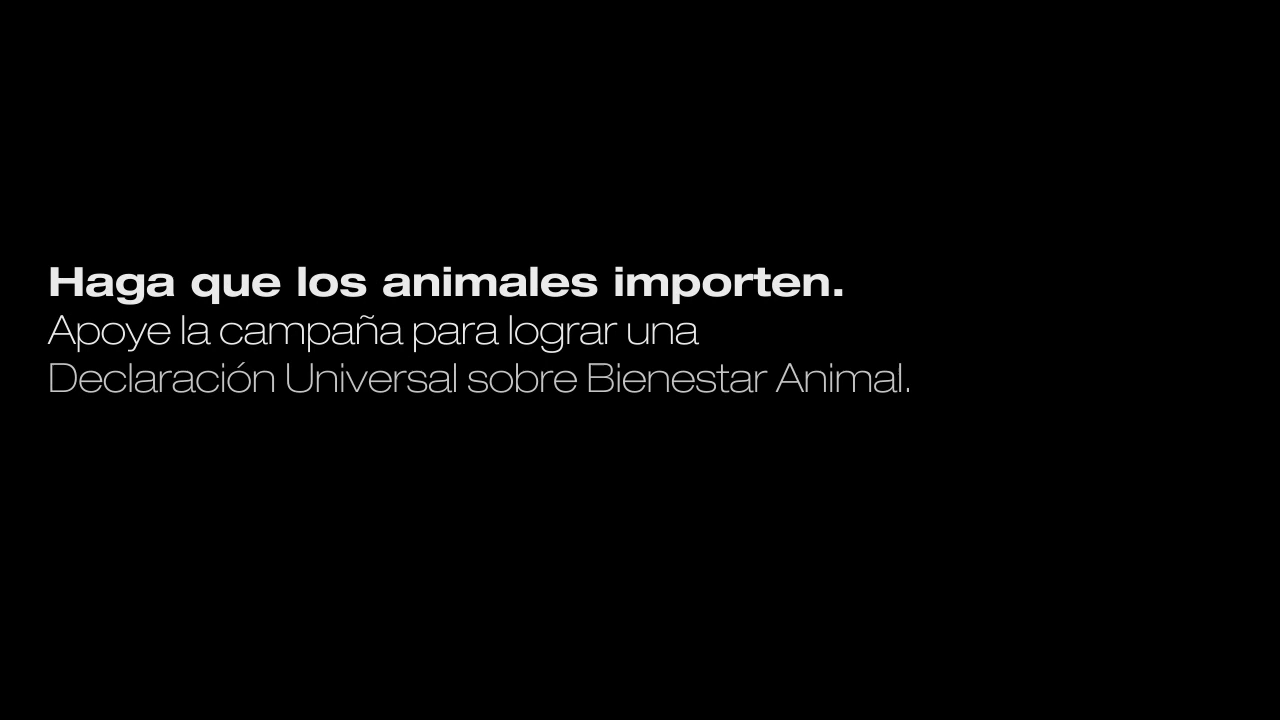 Haga que los animales importen.
Apoye la campaña para lograr una
Declaración Universal sobre Bienestar Animal.